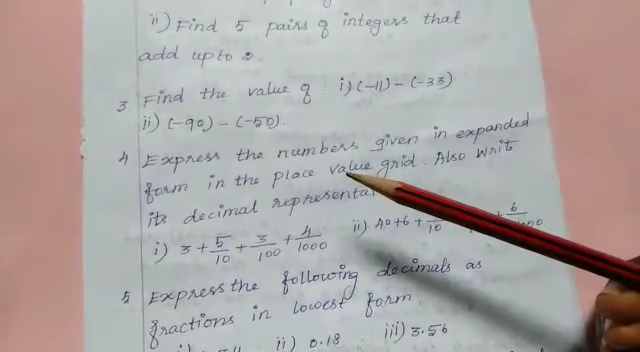 ii) Find 5 pairs of integers that
add up to 2.
3. Find the value of : i) (-11) - (-33)
ii) (-90) - (-50).
4 Express the numbers given in expanded
form in the place value grid. Also write
its decimal
i) 3 + 5/10 + 3/100 + 4/1000 ii) 40 + 6 + /10 + 6/
5 Express the following decimals as
fractions in lowest form.
ii) 0.18 iii) 3.56